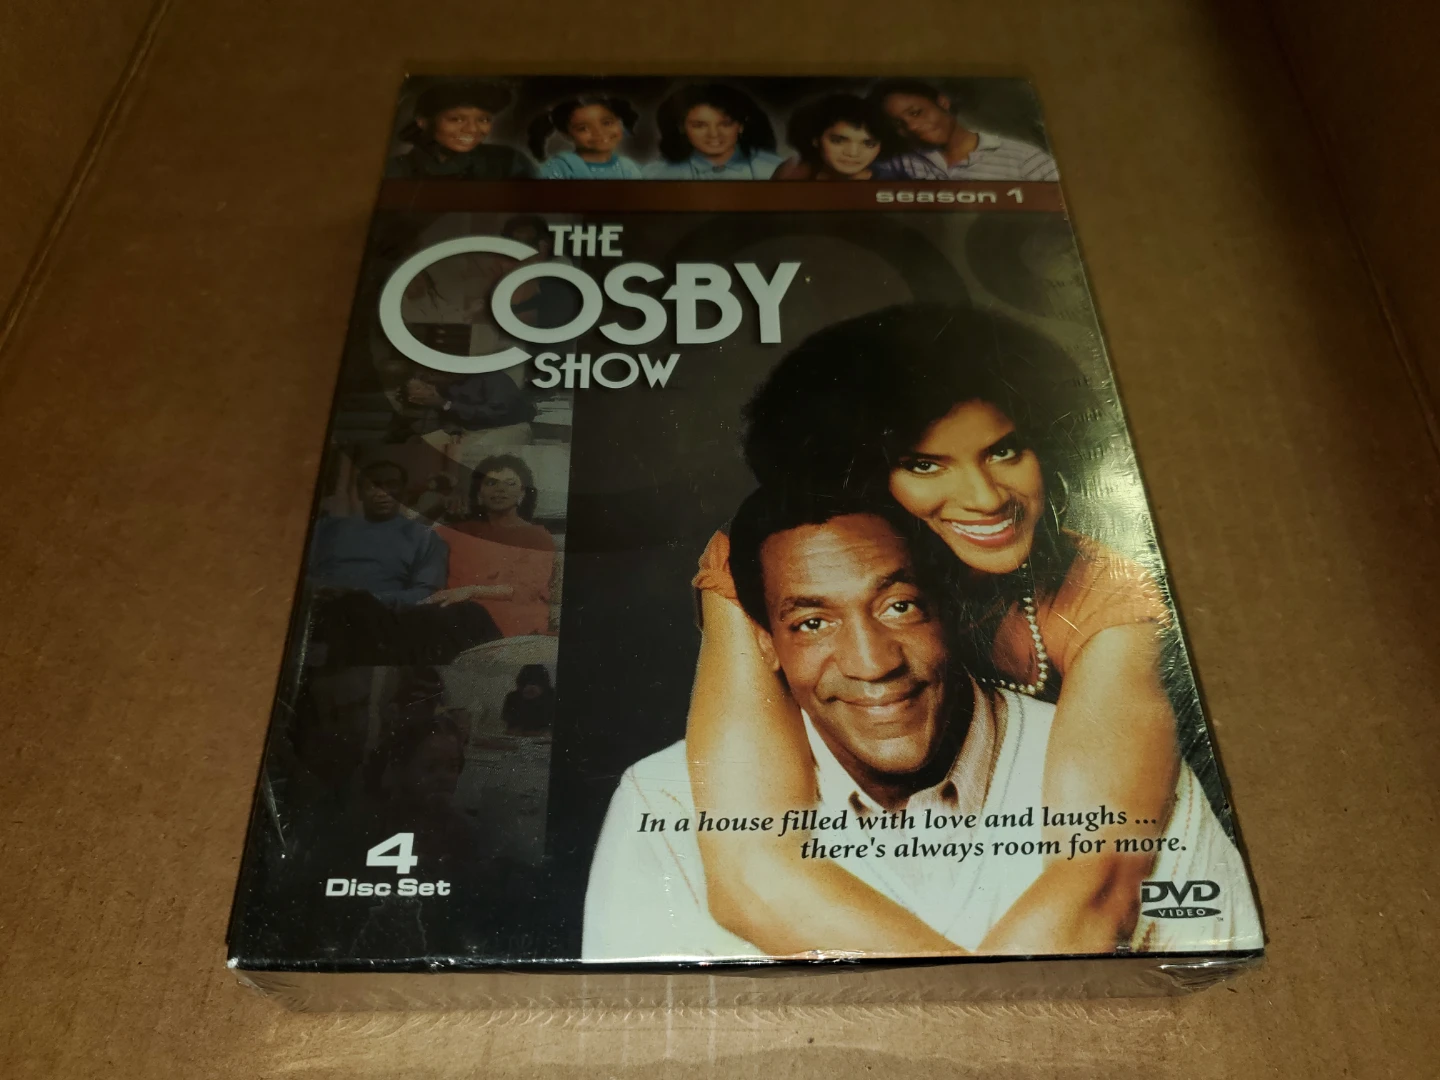 season 1
THE
COSBY
SHOW
In a house filled with love and laughs ...
there's always room for more.
4
Disc Set
DVD
VIDEO